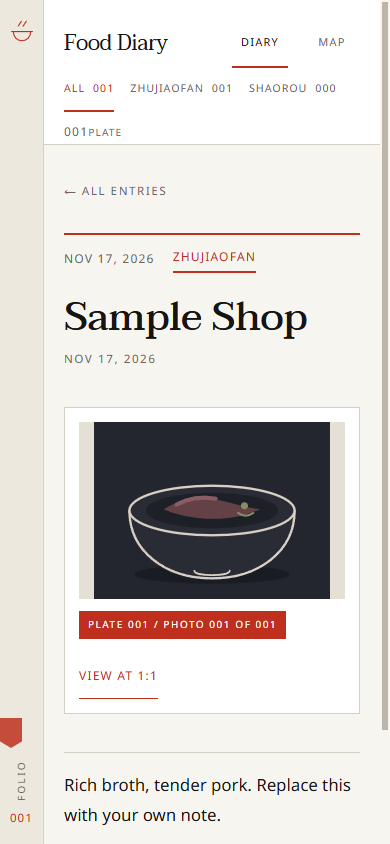 Food Diary
DIARY
MAP
ALL 001
ZHUJIAOFAN 001
SHAOROU 000
001PLATE
← ALL ENTRIES
NOV 17, 2026
ZHUJIAOFAN
Sample Shop
NOV 17, 2026
PLATE 001 / PHOTO 001 OF 001
VIEW AT 1:1
Rich broth, tender pork. Replace this
with your own note.
FOLIO
001